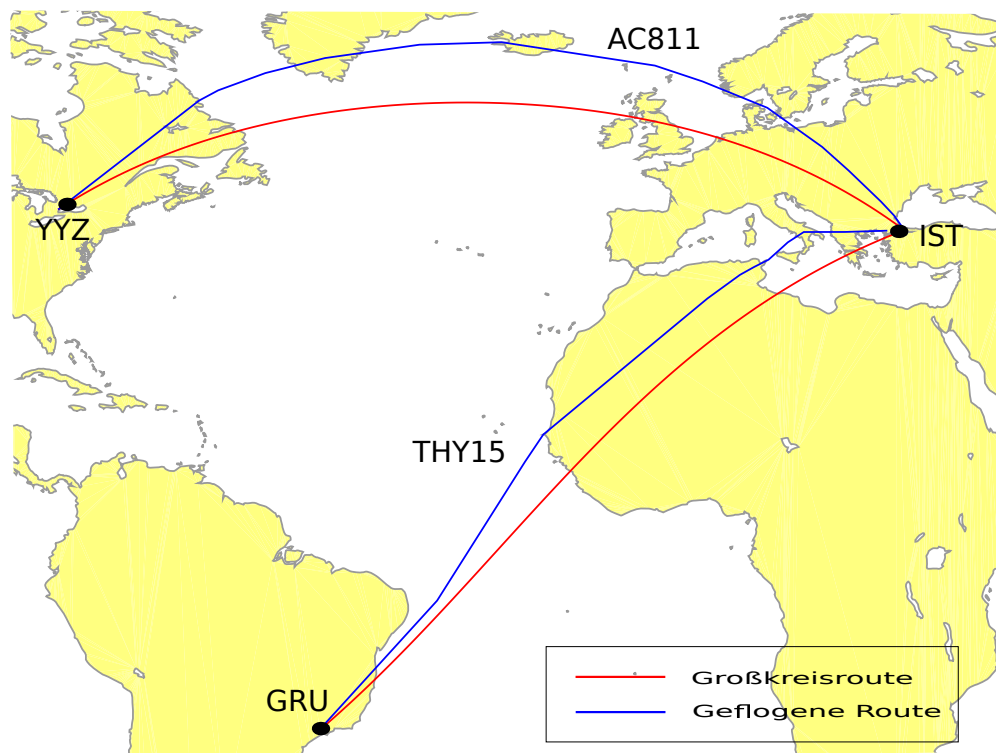 AC811
YYZ
IST
THY15
GRU
Großkreisroute
Geflogene Route